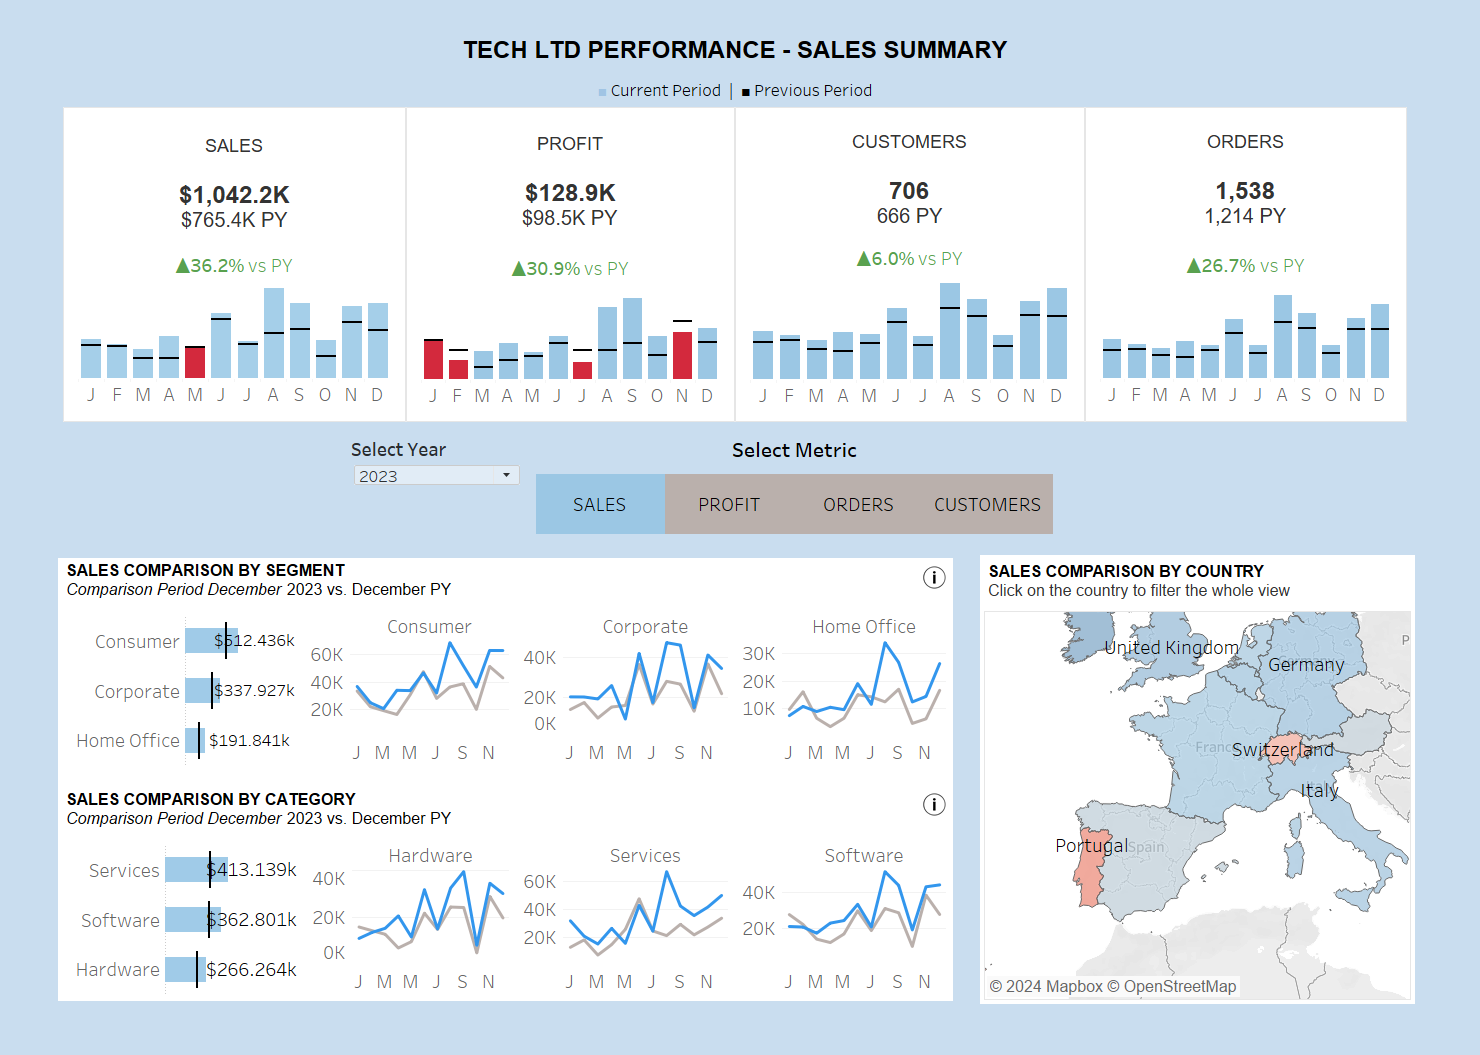 TECH LTD PERFORMANCE - SALES SUMMARY
Current Period | Previous Period
SALES
$1,042.2K
$765.4K PY
▲36.2% vs PY
J F M A M J J A S O N D
PROFIT
$128.9K
$98.5K PY
▲30.9% vs PY
J F M A M J J A S O N D
CUSTOMERS
706
666 PY
▲6.0% vs PY
J F M A M J J A S O N D
ORDERS
1,538
1,214 PY
▲26.7% vs PY
J F M A M J J A S O N D
Select Year
2023
Select Metric
SALES PROFIT ORDERS CUSTOMERS
SALES COMPARISON BY SEGMENT
Comparison Period December 2023 vs. December PY
i
Consumer $512.436k
Corporate $337.927k
Home Office $191.841k
Consumer
60K
40K
20K
J M M J S N
Corporate
40K
20K
0K
J M M J S N
Home Office
30K
20K
10K
J M M J S N
SALES COMPARISON BY CATEGORY
Comparison Period December 2023 vs. December PY
i
Services $413.139k
Software $362.801k
Hardware $266.264k
Hardware
40K
20K
0K
J M M J S N
Services
60K
40K
20K
J M M J S N
Software
40K
20K
J M M J S N
SALES COMPARISON BY COUNTRY
Click on the country to filter the whole view
United Kingdom
P
Germany
Switzerland
Italy
Portugal
Spain
© 2024 Mapbox © OpenStreetMap